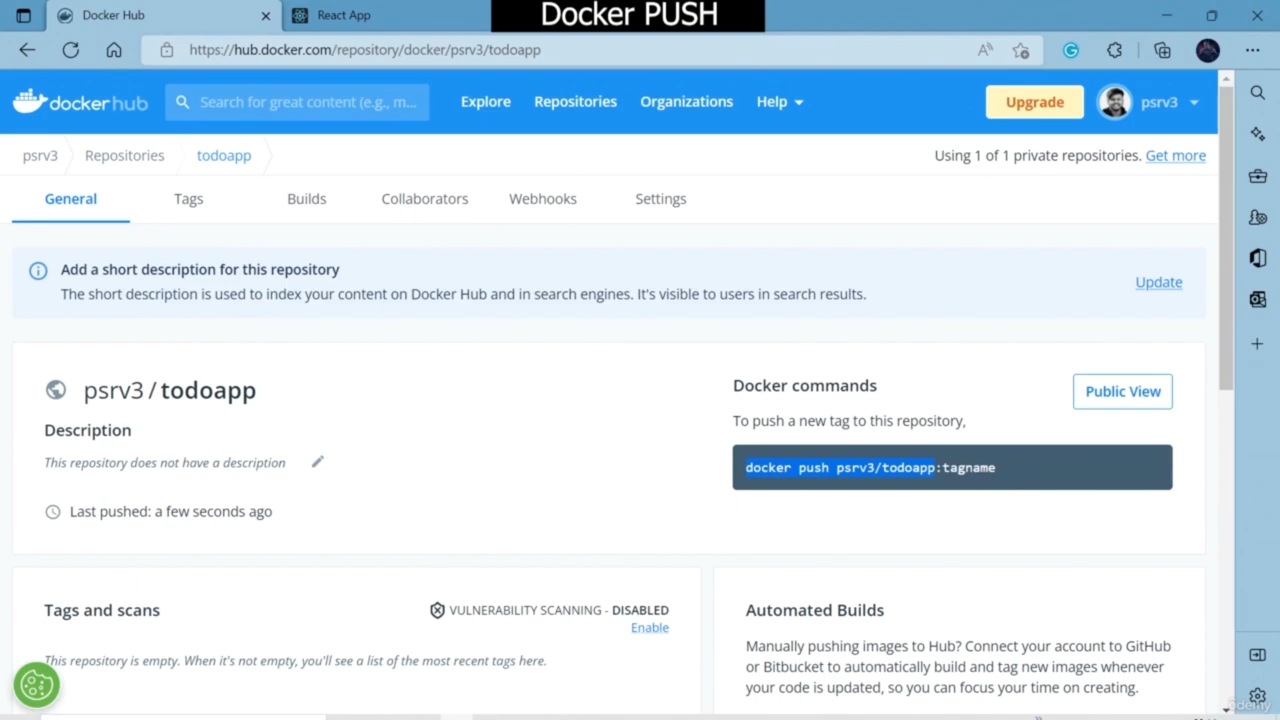 Docker Hub
React App
Docker PUSH
https://hub.docker.com/repository/docker/psrv3/todoapp
docker hub
Search for great content (e.g., m...
Explore
Repositories
Organizations
Help
Upgrade
psrv3
psrv3
Repositories
todoapp
Using 1 of 1 private repositories. Get more
General
Tags
Builds
Collaborators
Webhooks
Settings
Add a short description for this repository
The short description is used to index your content on Docker Hub and in search engines. It's visible to users in search results.
Update
psrv3 / todoapp
Description
This repository does not have a description
Last pushed: a few seconds ago
Docker commands
Public View
To push a new tag to this repository,
docker push psrv3/todoapp:tagname
Tags and scans
VULNERABILITY SCANNING - DISABLED
Enable
This repository is empty. When it's not empty, you'll see a list of the most recent tags here.
Automated Builds
Manually pushing images to Hub? Connect your account to GitHub
or Bitbucket to automatically build and tag new images whenever
your code is updated, so you can focus your time on creating.